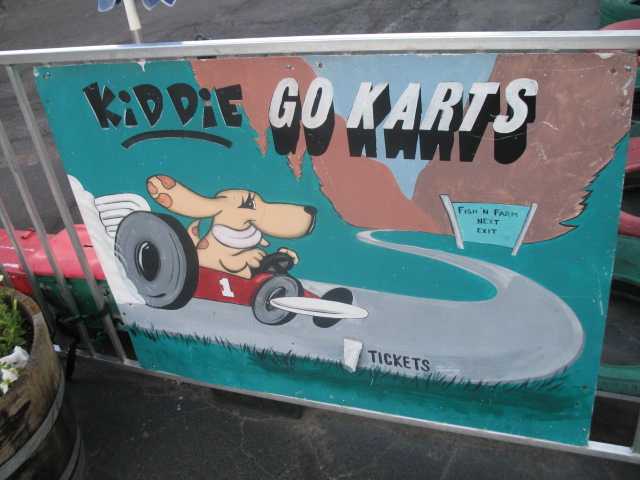 KiDDiE GO KARTS
FISH 'N FARM
NEXT
EXIT
1
TICKETS